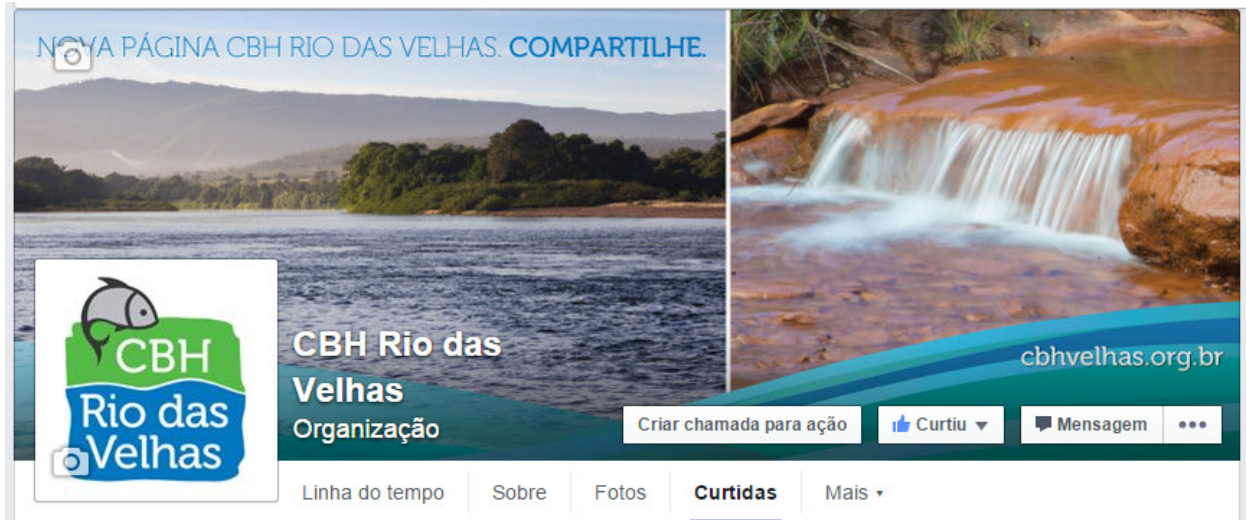 NOVA PÁGINA CBH RIO DAS VELHAS. COMPARTILHE.
cbhvelhas.org.br
CBH
Rio das
Velhas
CBH Rio das
Velhas
Organização
Criar chamada para ação Curtiu Mensagem
Linha do tempo Sobre Fotos Curtidas Mais